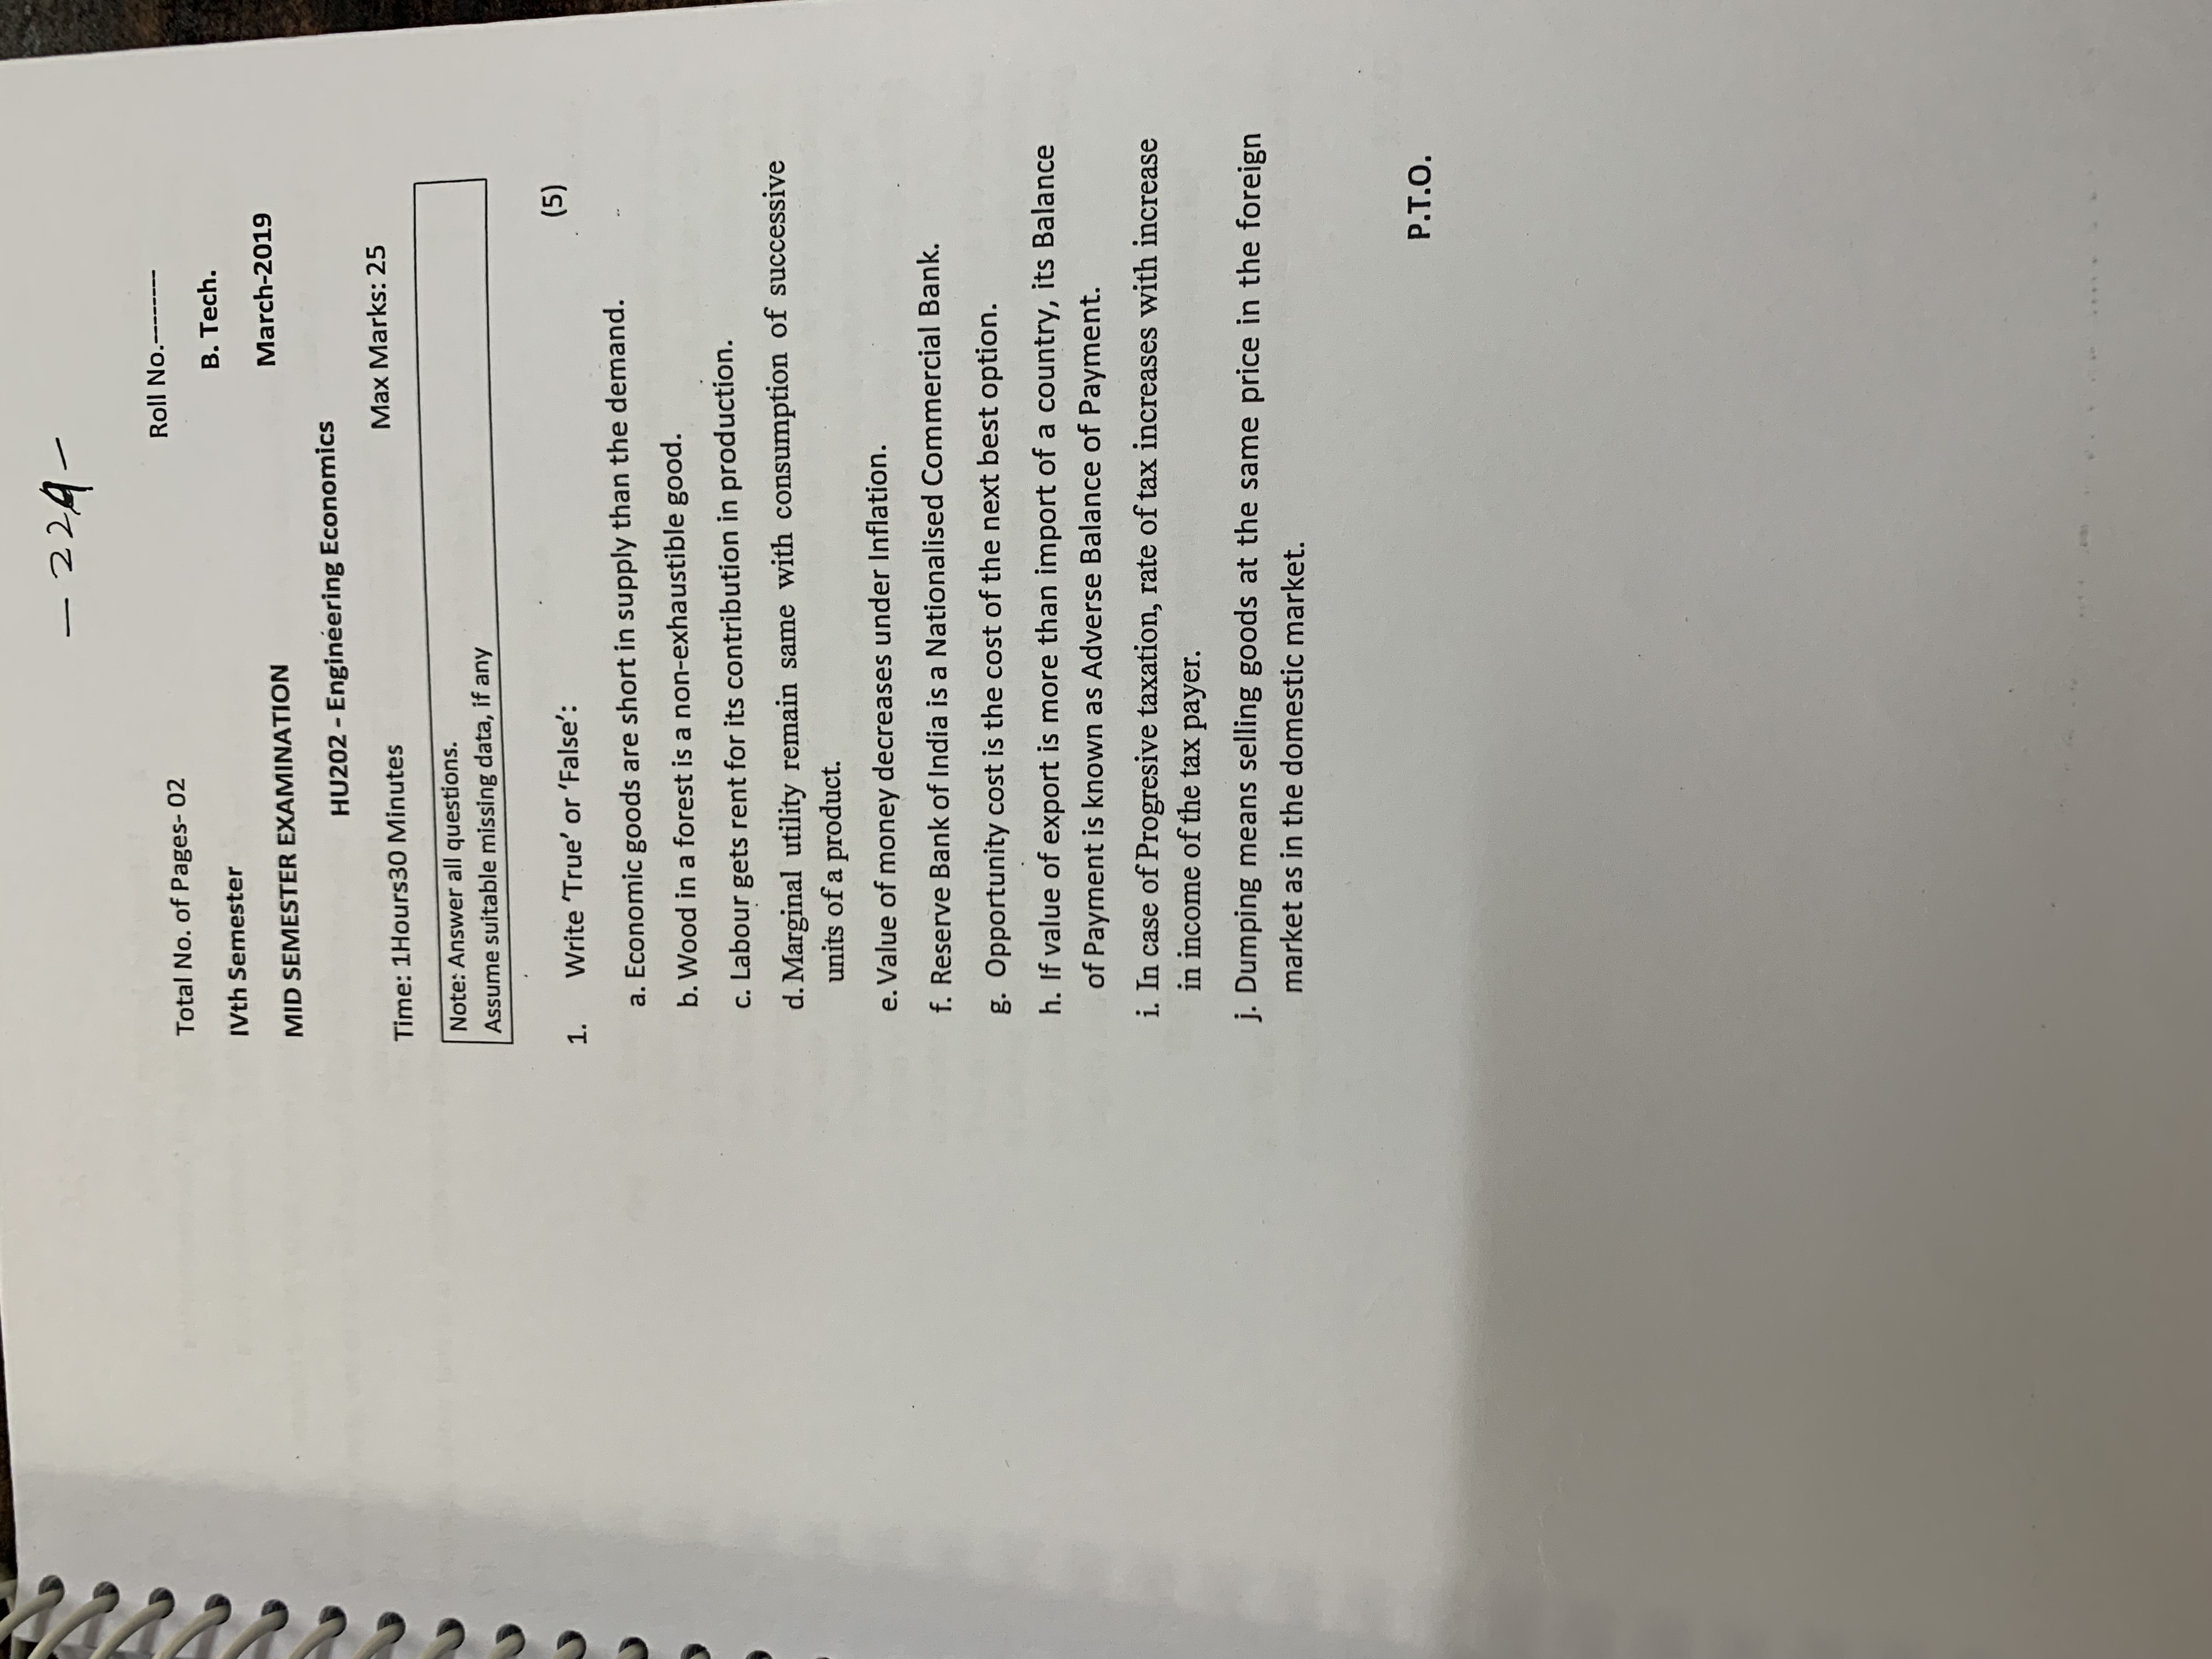 - 229 -
Total No. of Pages- 02 Roll No.--------
IVth Semester B. Tech.
MID SEMESTER EXAMINATION March-2019
HU202 - Engineering Economics
Time: 1Hours30 Minutes Max Marks: 25
Note: Answer all questions.
Assume suitable missing data, if any
1. Write ‘True’ or ‘False’: (5)
a. Economic goods are short in supply than the demand.
b. Wood in a forest is a non-exhaustible good.
c. Labour gets rent for its contribution in production.
d. Marginal utility remain same with consumption of successive
units of a product.
e. Value of money decreases under Inflation.
f. Reserve Bank of India is a Nationalised Commercial Bank.
g. Opportunity cost is the cost of the next best option.
h. If value of export is more than import of a country, its Balance
of Payment is known as Adverse Balance of Payment.
i. In case of Progresive taxation, rate of tax increases with increase
in income of the tax payer.
j. Dumping means selling goods at the same price in the foreign
market as in the domestic market.
P.T.O.